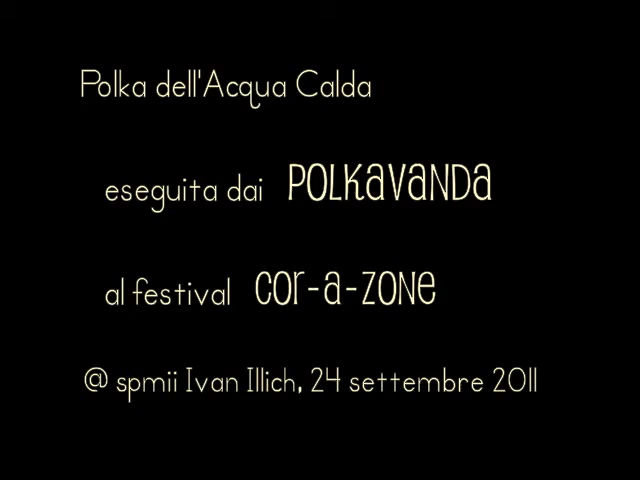 Polka dell'Acqua Calda
eseguita dai POLKAVANDA
al festival COR-A-ZONE
@ spmii Ivan Illich, 24 settembre 2011